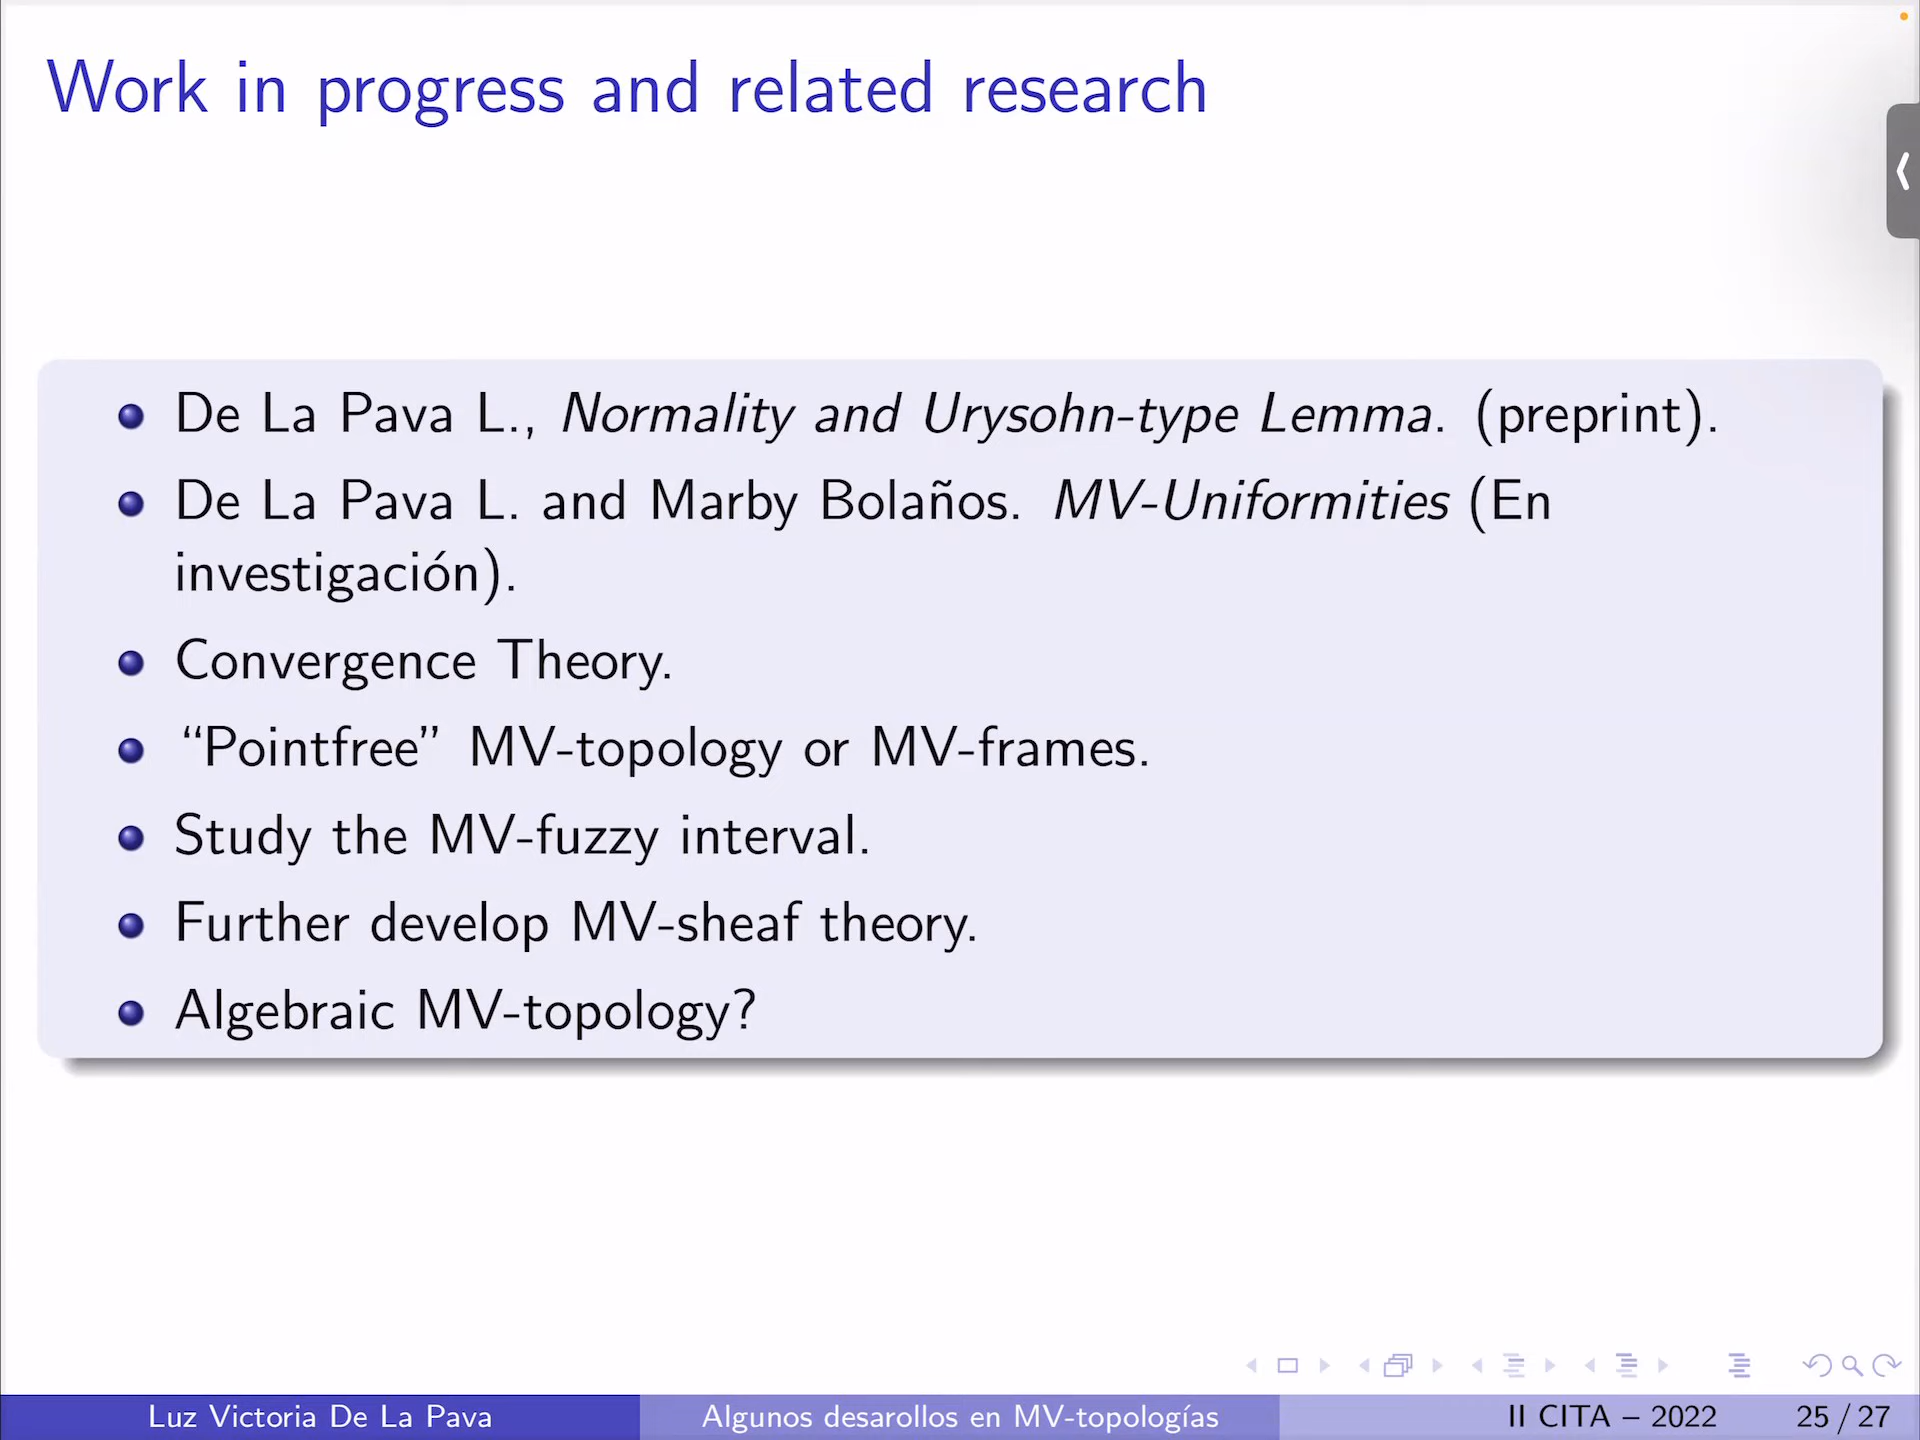 Work in progress and related research
De La Pava L., Normality and Urysohn-type Lemma. (preprint).
De La Pava L. and Marby Bolaños. MV-Uniformities (En
investigación).
Convergence Theory.
“Pointfree” MV-topology or MV-frames.
Study the MV-fuzzy interval.
Further develop MV-sheaf theory.
Algebraic MV-topology?
Luz Victoria De La Pava
Algunos desarollos en MV-topologías
II CITA – 2022
25 / 27